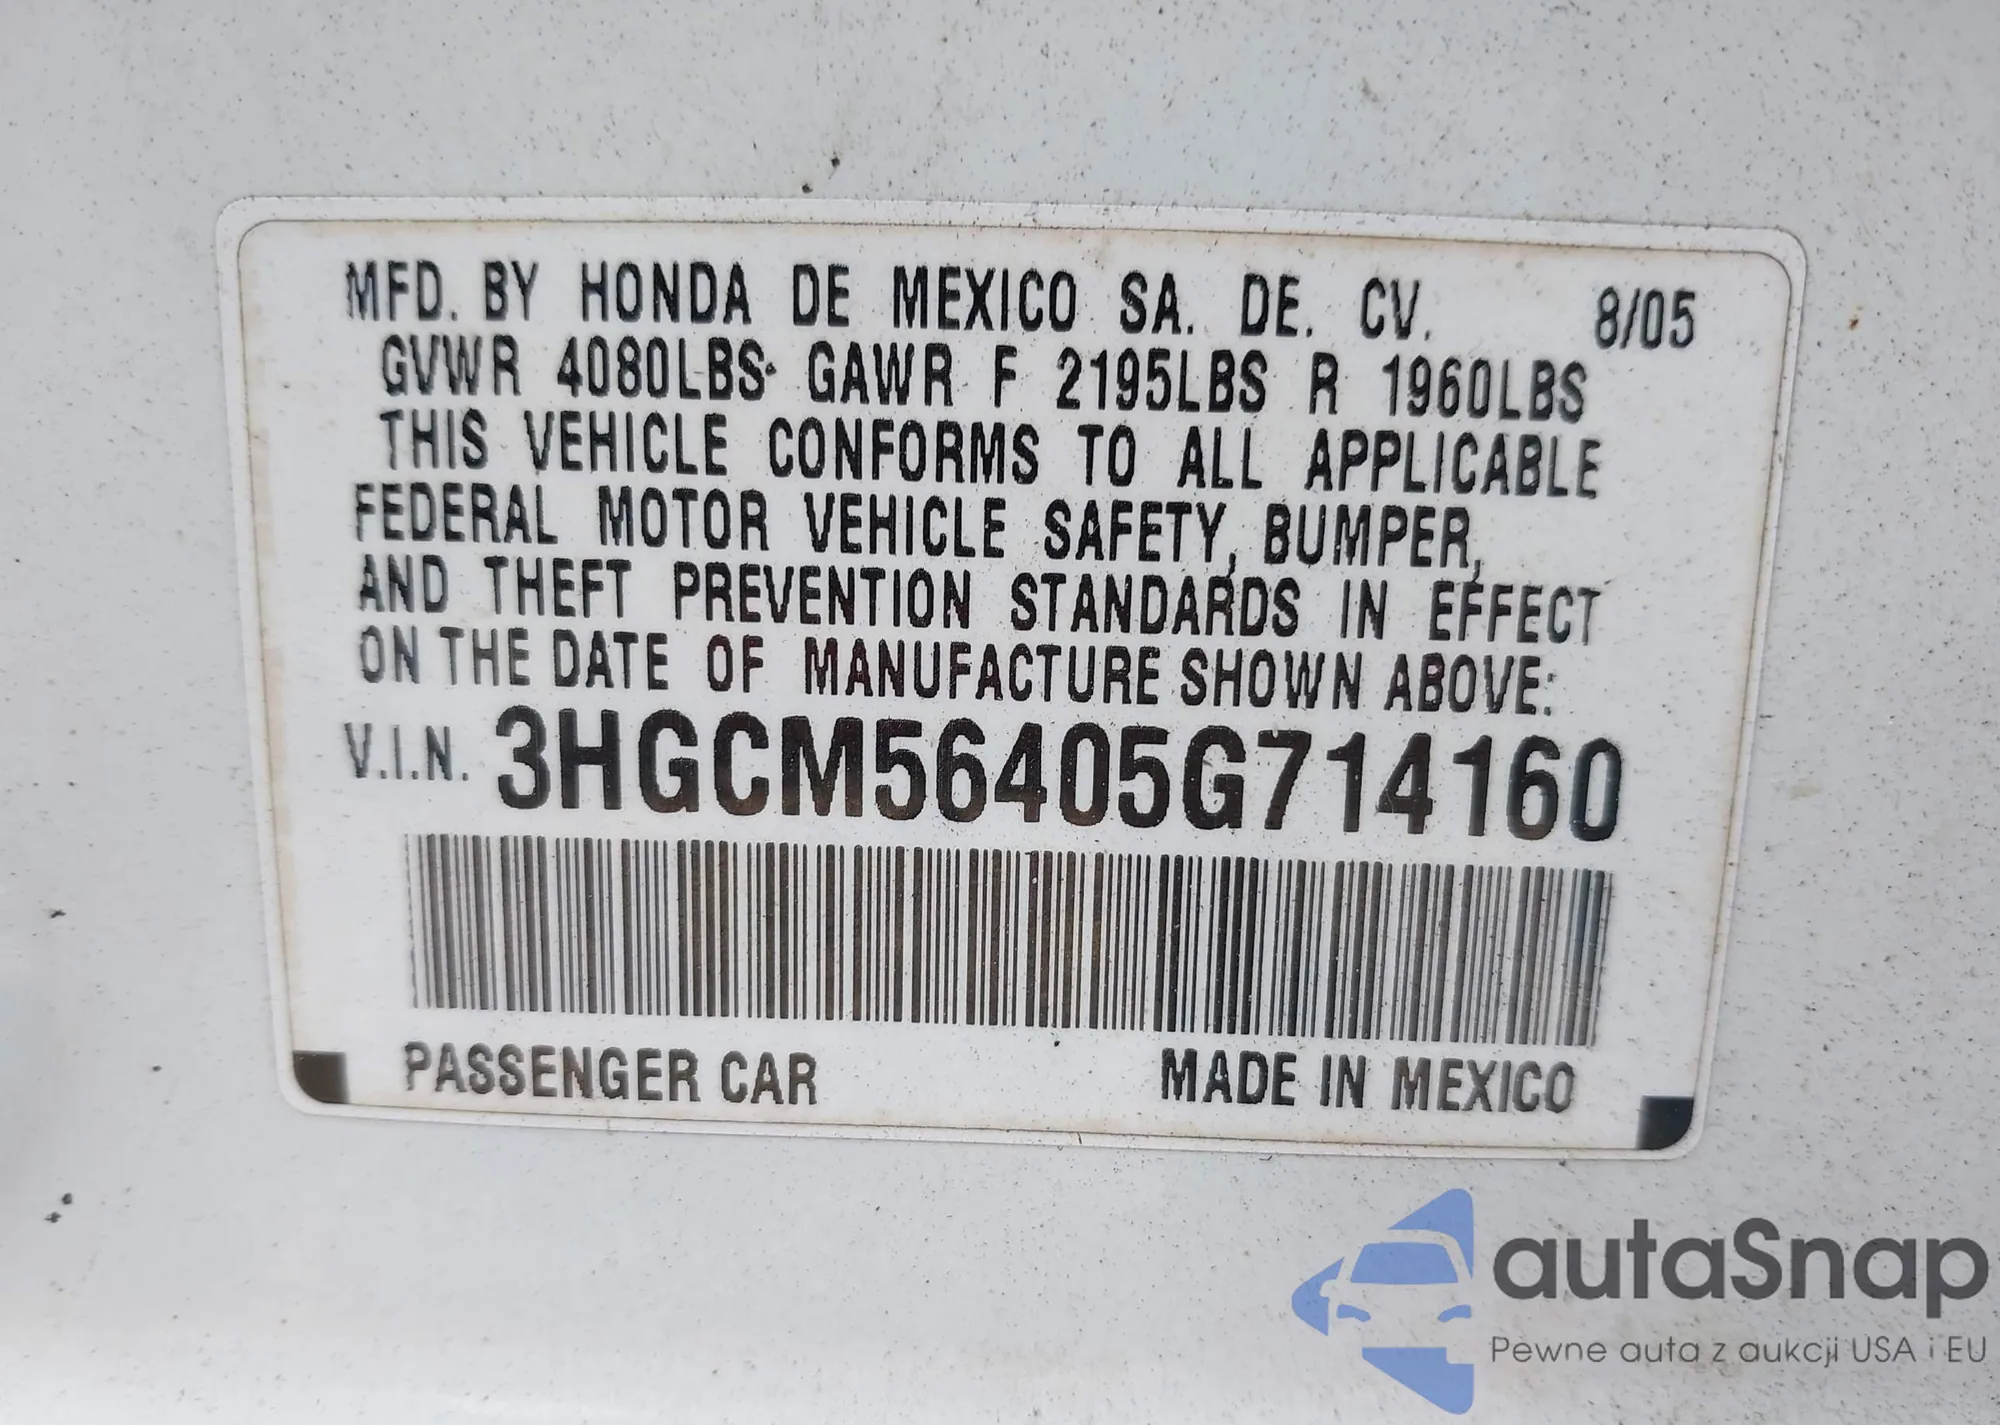 MFD. BY HONDA DE MEXICO SA. DE. CV. 8/05
GVWR 4080LBS GAWR F 2195LBS R 1960LBS
THIS VEHICLE CONFORMS TO ALL APPLICABLE
FEDERAL MOTOR VEHICLE SAFETY, BUMPER,
AND THEFT PREVENTION STANDARDS IN EFFECT
ON THE DATE OF MANUFACTURE SHOWN ABOVE:
V.I.N. 3HGCM56405G714160
PASSENGER CAR MADE IN MEXICO
autaSnap
Pewne auta z aukcji USA i EU